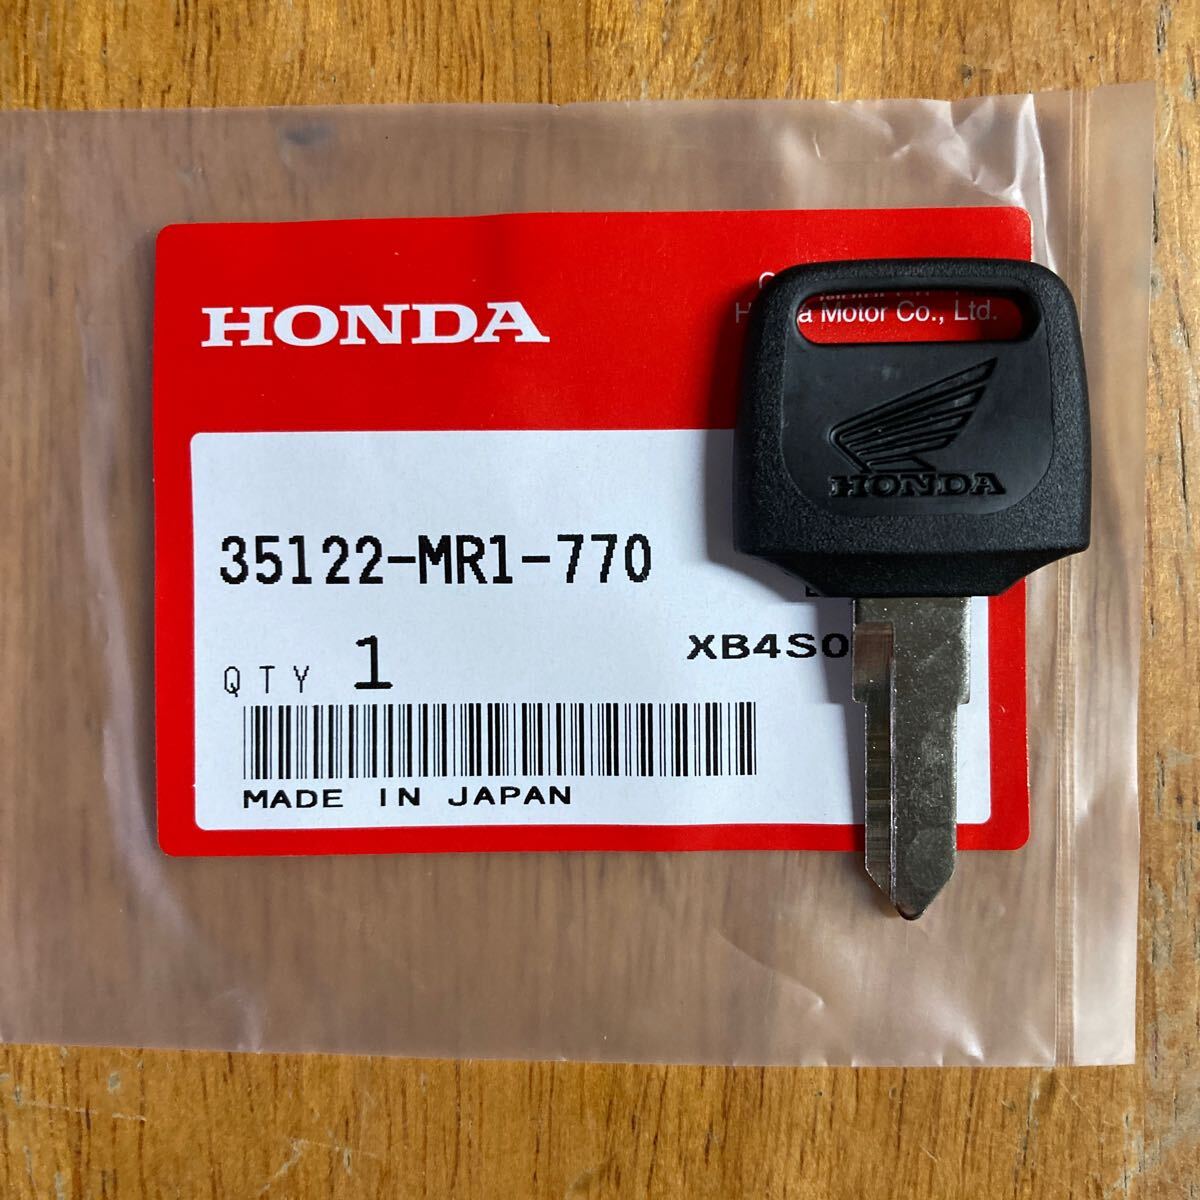 HONDA
Motor Co., Ltd.
HONDA
35122-MR1-770
XB4S0
QTY 1
MADE IN JAPAN